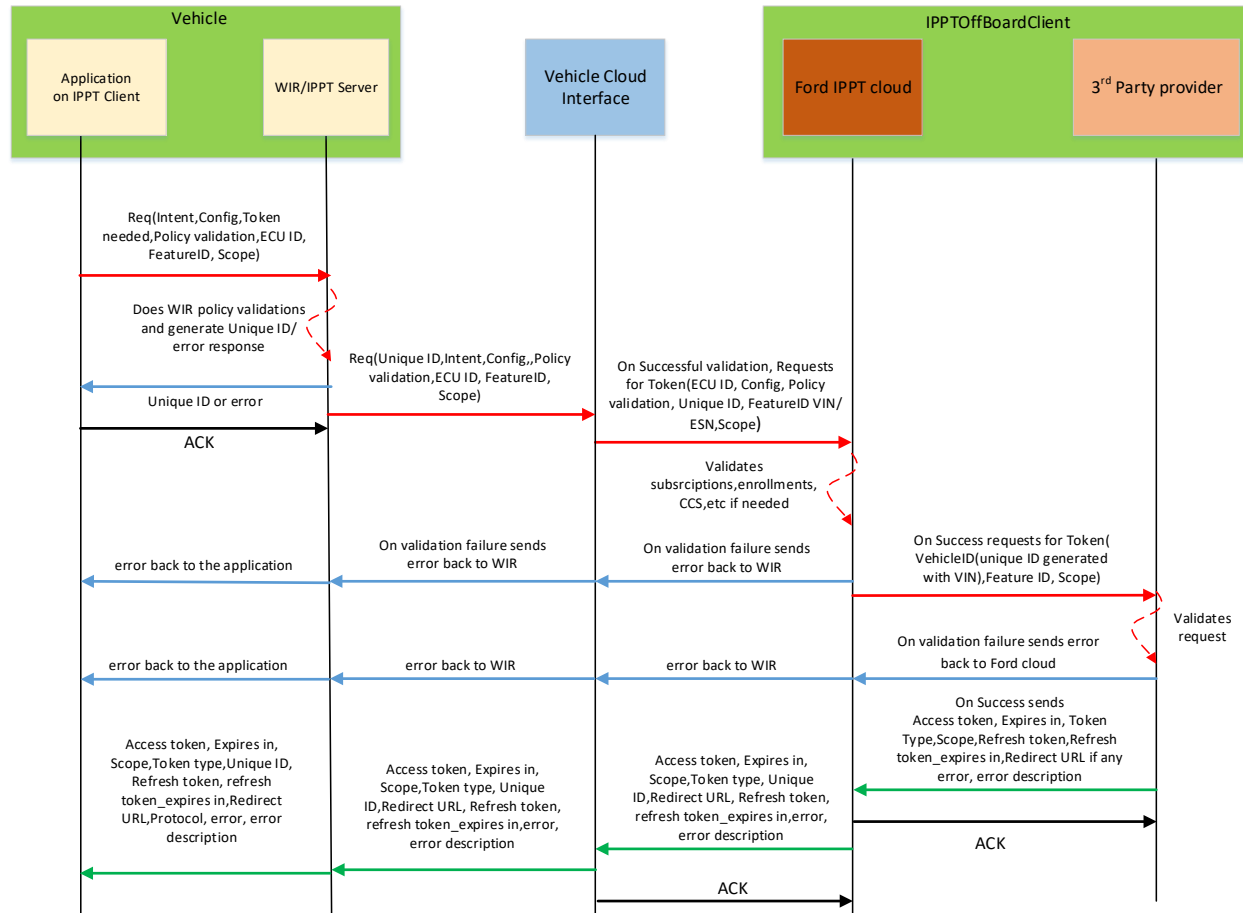 Vehicle
IPPTOffBoardClient
Application
on IPPT Client
WIR/IPPT Server
Vehicle Cloud
Interface
Ford IPPT cloud
3rd Party provider
Req(Intent,Config,Token
needed,Policy validation,ECU ID,
FeatureID, Scope)
Does WIR policy validations
and generate Unique ID/
error response
Unique ID or error
ACK
Req(Unique ID,Intent,Config,,Policy
validation,ECU ID, FeatureID,
Scope)
On Successful validation, Requests
for Token(ECU ID, Config, Policy
validation, Unique ID, FeatureID VIN/
ESN,Scope)
Validates
subsrciptions,enrollments,
CCS,etc if needed
error back to the application
On validation failure sends
error back to WIR
On validation failure sends
error back to WIR
On Success requests for Token(
VehicleID(unique ID generated
with VIN),Feature ID, Scope)
Validates
request
error back to the application
error back to WIR
error back to WIR
On validation failure sends error
back to Ford cloud
On Success sends
Access token, Expires in, Token
Type,Scope,Refresh token,Refresh
token_expires in,Redirect URL if any
error, error description
Access token, Expires in,
Scope,Token type,Unique ID,
Refresh token, refresh
token_expires in,Redirect
URL,Protocol, error, error
description
Access token, Expires in,
Scope,Token type, Unique
ID,Redirect URL, Refresh token,
refresh token_expires in,error,
error description
Access token, Expires in,
Scope,Token type, Unique
ID,Redirect URL, Refresh token,
refresh token_expires in,error,
error description
ACK
ACK